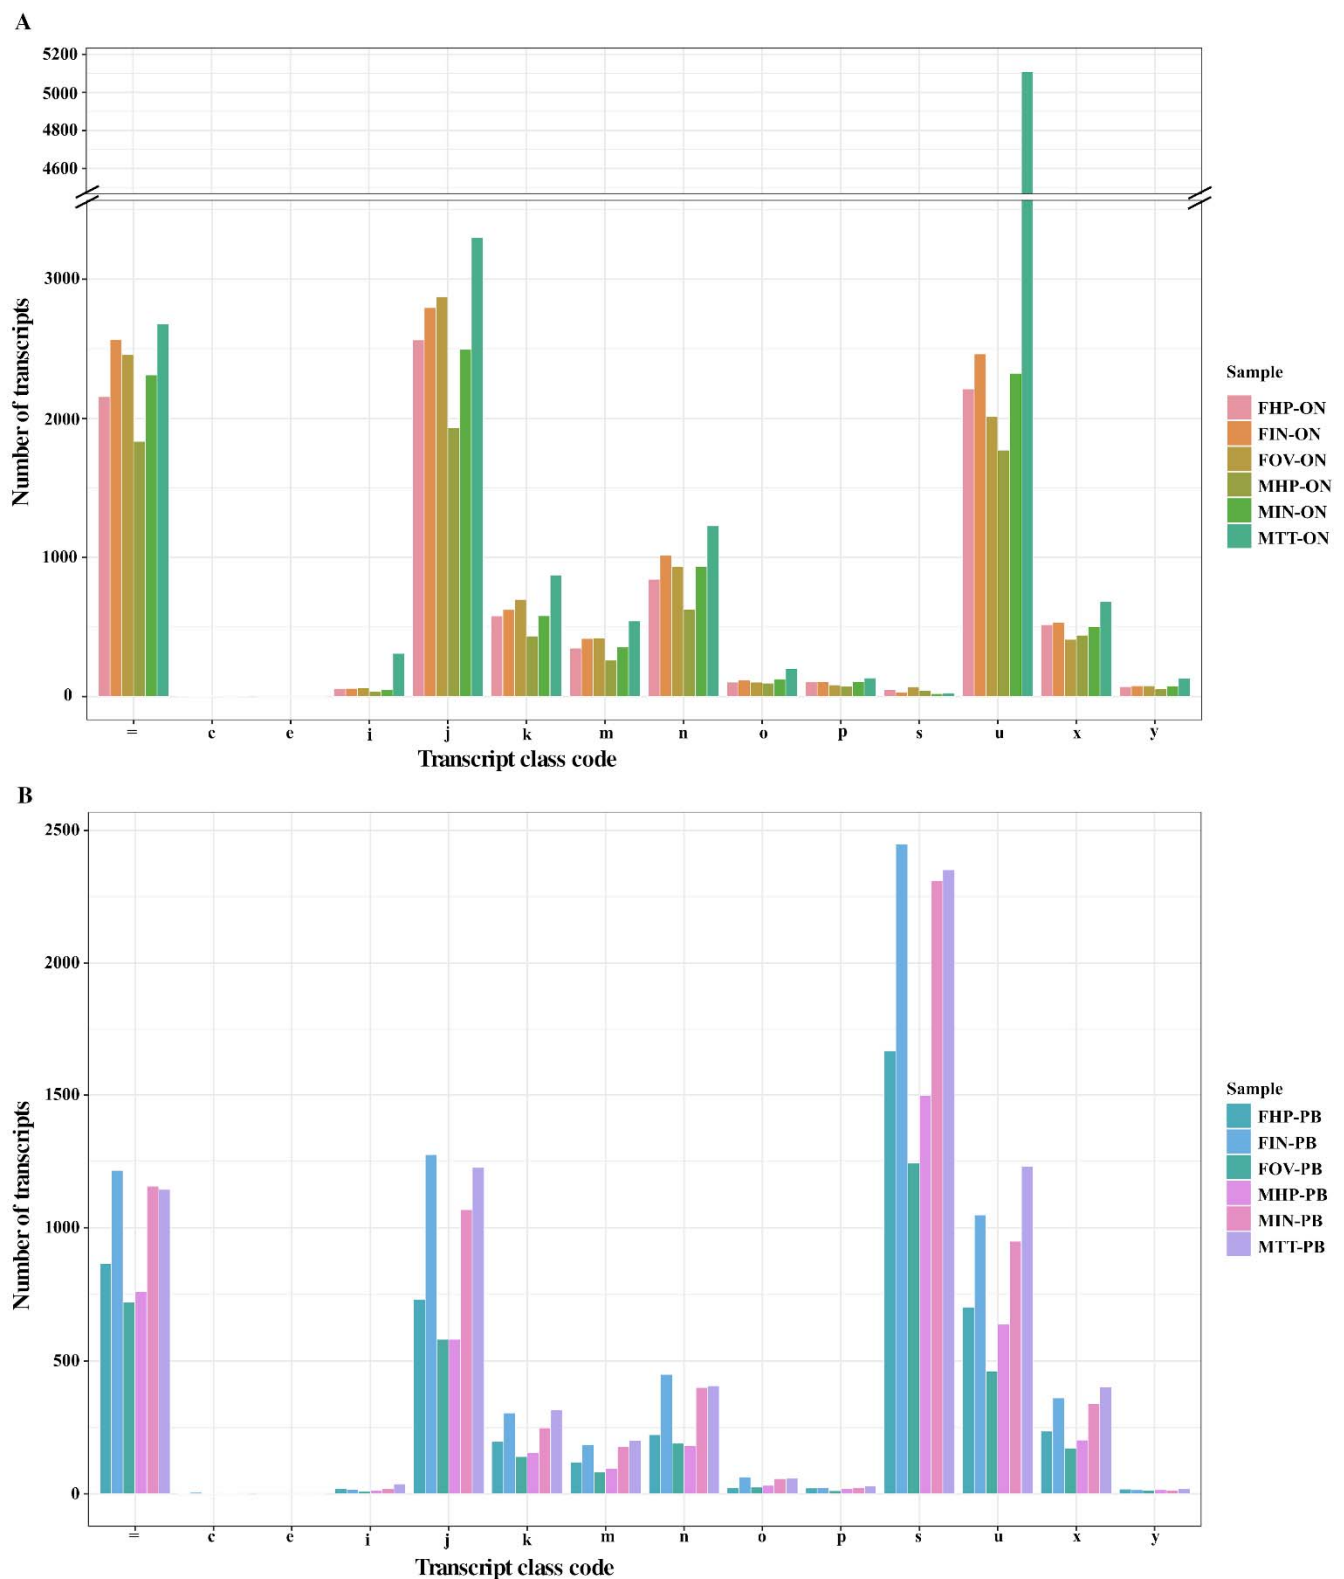 A
5200
5000
4800
4600
3000
2000
1000
0
Number of transcripts
= c e i j k m n o p s u x y
Transcript class code
Sample
FHP-ON
FIN-ON
FOV-ON
MHP-ON
MIN-ON
MTT-ON
B
2500
2000
1500
1000
500
0
Number of transcripts
= c e i j k m n o p s u x y
Transcript class code
Sample
FHP-PB
FIN-PB
FOV-PB
MHP-PB
MIN-PB
MTT-PB